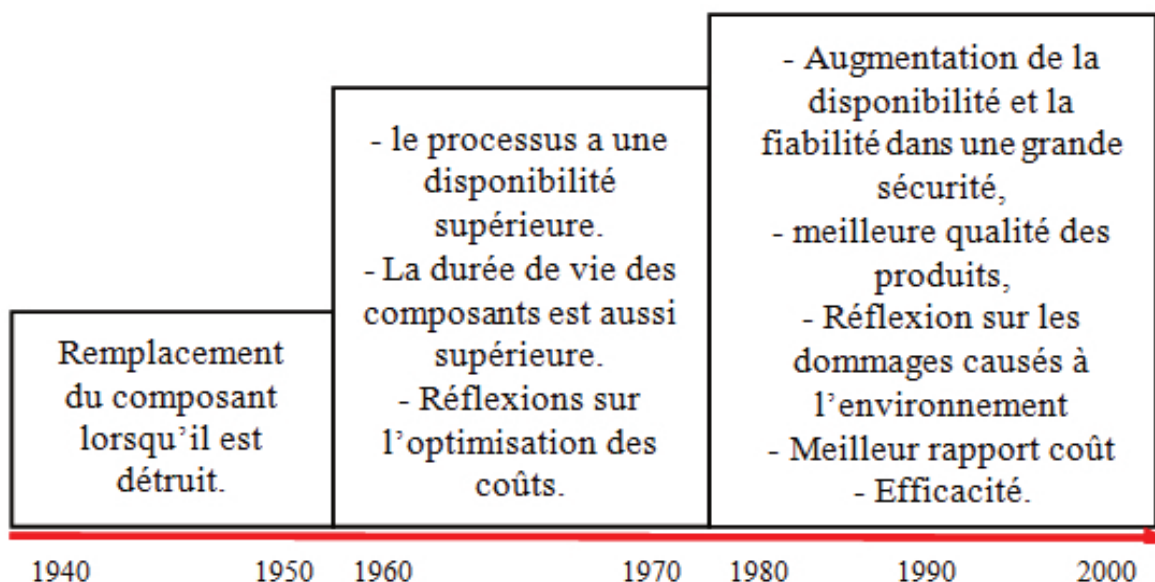 Remplacement
du composant
lorsqu’il est
détruit.
- le processus a une
disponibilité
supérieure.
- La durée de vie des
composants est aussi
supérieure.
- Réflexions sur
l’optimisation des
coûts.
- Augmentation de la
disponibilité et la
fiabilité dans une grande
sécurité,
- meilleure qualité des
produits,
- Réflexion sur les
dommages causés à
l’environnement
- Meilleur rapport coût
- Efficacité.
1940 1950 1960 1970 1980 1990 2000